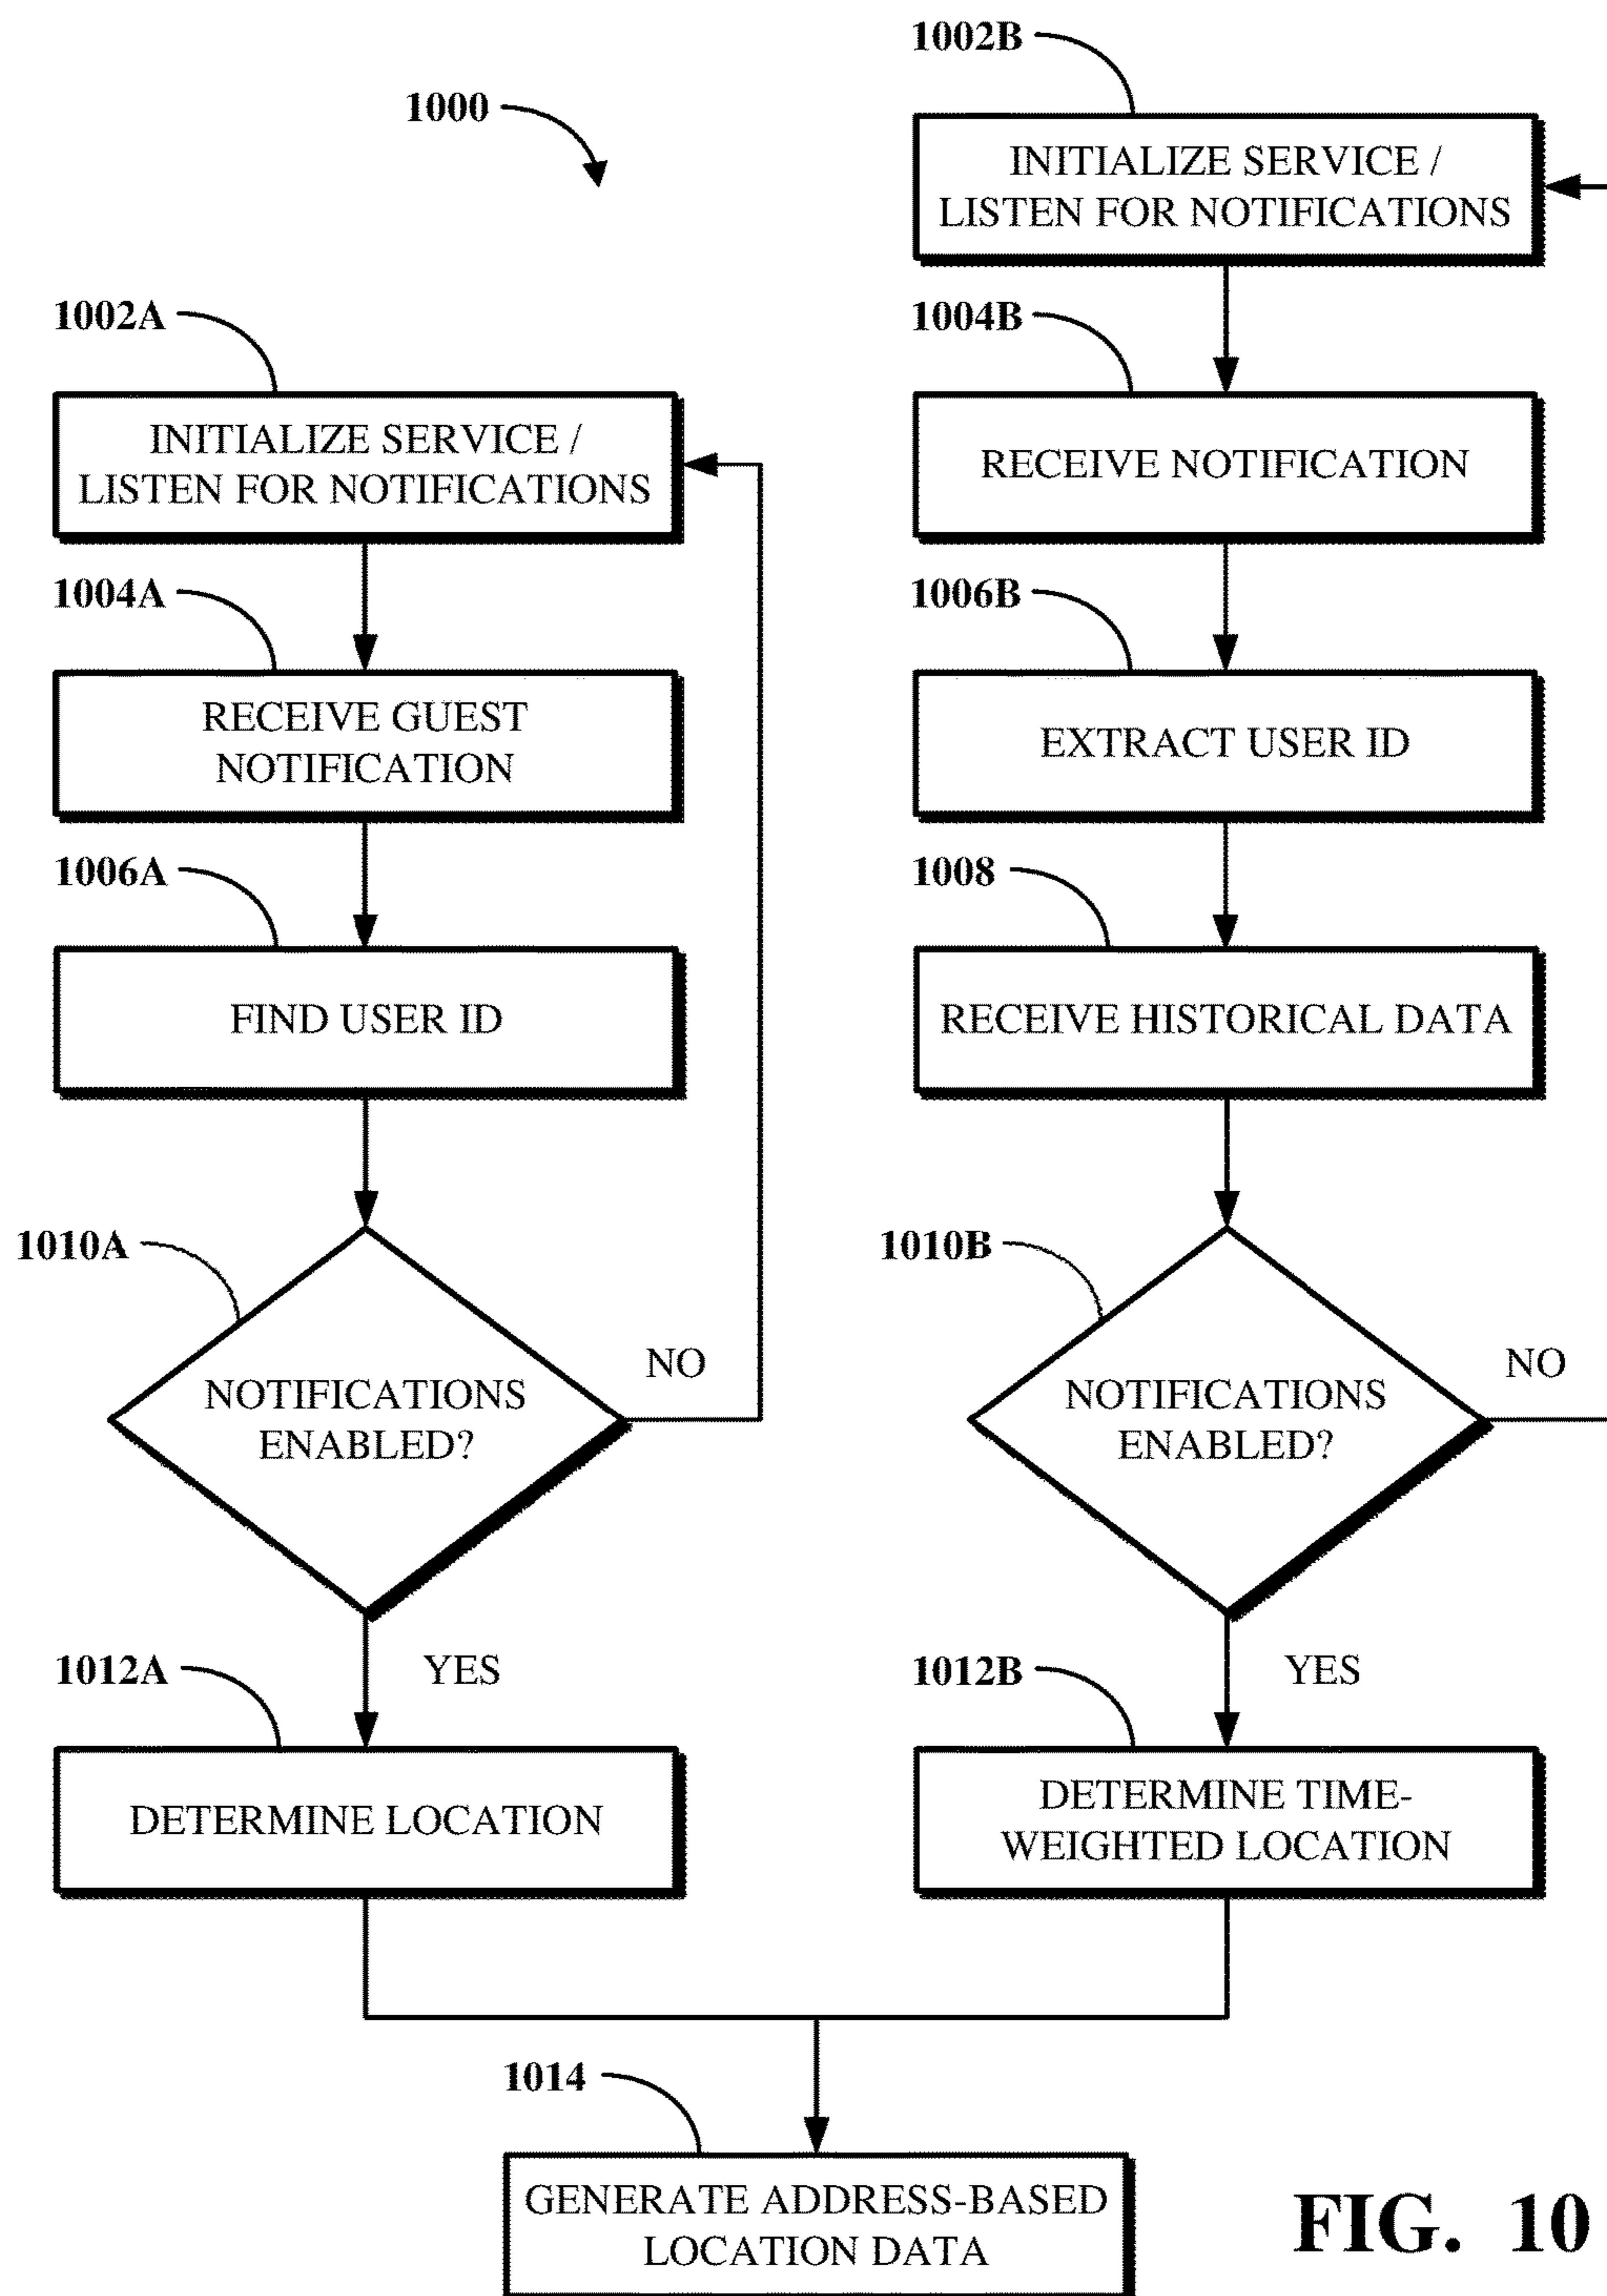 1000
1002A
INITIALIZE SERVICE /
LISTEN FOR NOTIFICATIONS
1004A
RECEIVE GUEST
NOTIFICATION
1006A
FIND USER ID
1010A
NOTIFICATIONS
ENABLED?
NO
YES
1012A
DETERMINE LOCATION
1002B
INITIALIZE SERVICE /
LISTEN FOR NOTIFICATIONS
1004B
RECEIVE NOTIFICATION
1006B
EXTRACT USER ID
1008
RECEIVE HISTORICAL DATA
1010B
NOTIFICATIONS
ENABLED?
NO
YES
1012B
DETERMINE TIME-
WEIGHTED LOCATION
1014
GENERATE ADDRESS-BASED
LOCATION DATA
FIG. 10